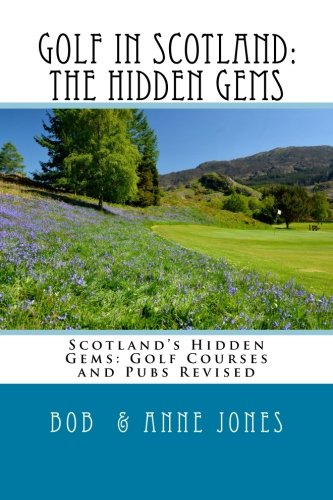 GOLF IN SCOTLAND:
THE HIDDEN GEMS
Scotland's Hidden
Gems: Golf Courses
and Pubs Revised
BOB & ANNE JONES